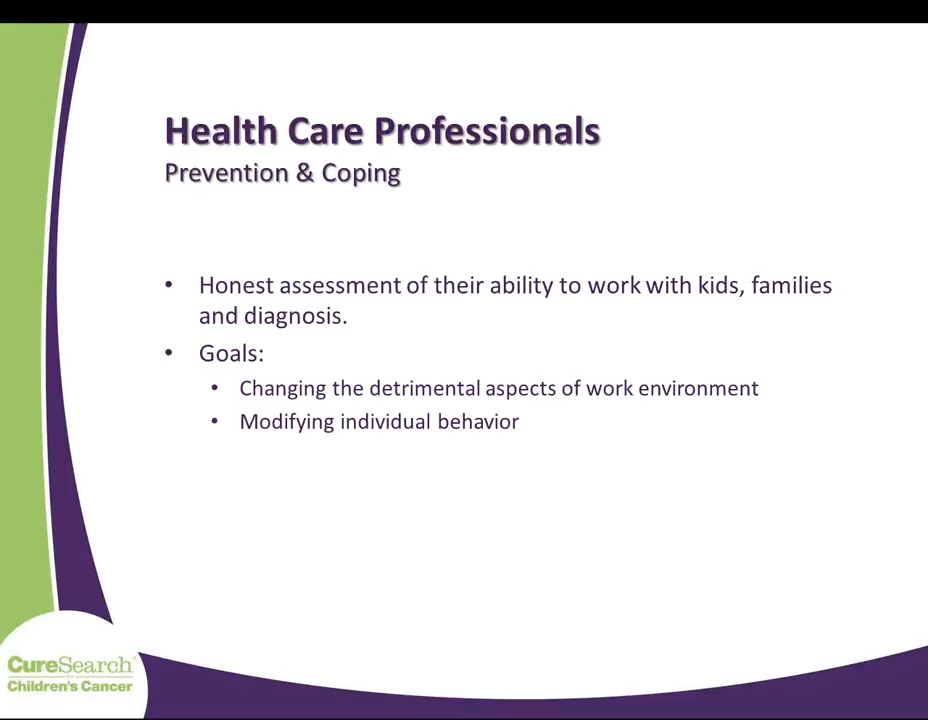 Health Care Professionals
Prevention & Coping
• Honest assessment of their ability to work with kids, families
and diagnosis.
• Goals:
• Changing the detrimental aspects of work environment
• Modifying individual behavior
CureSearch
Children's Cancer